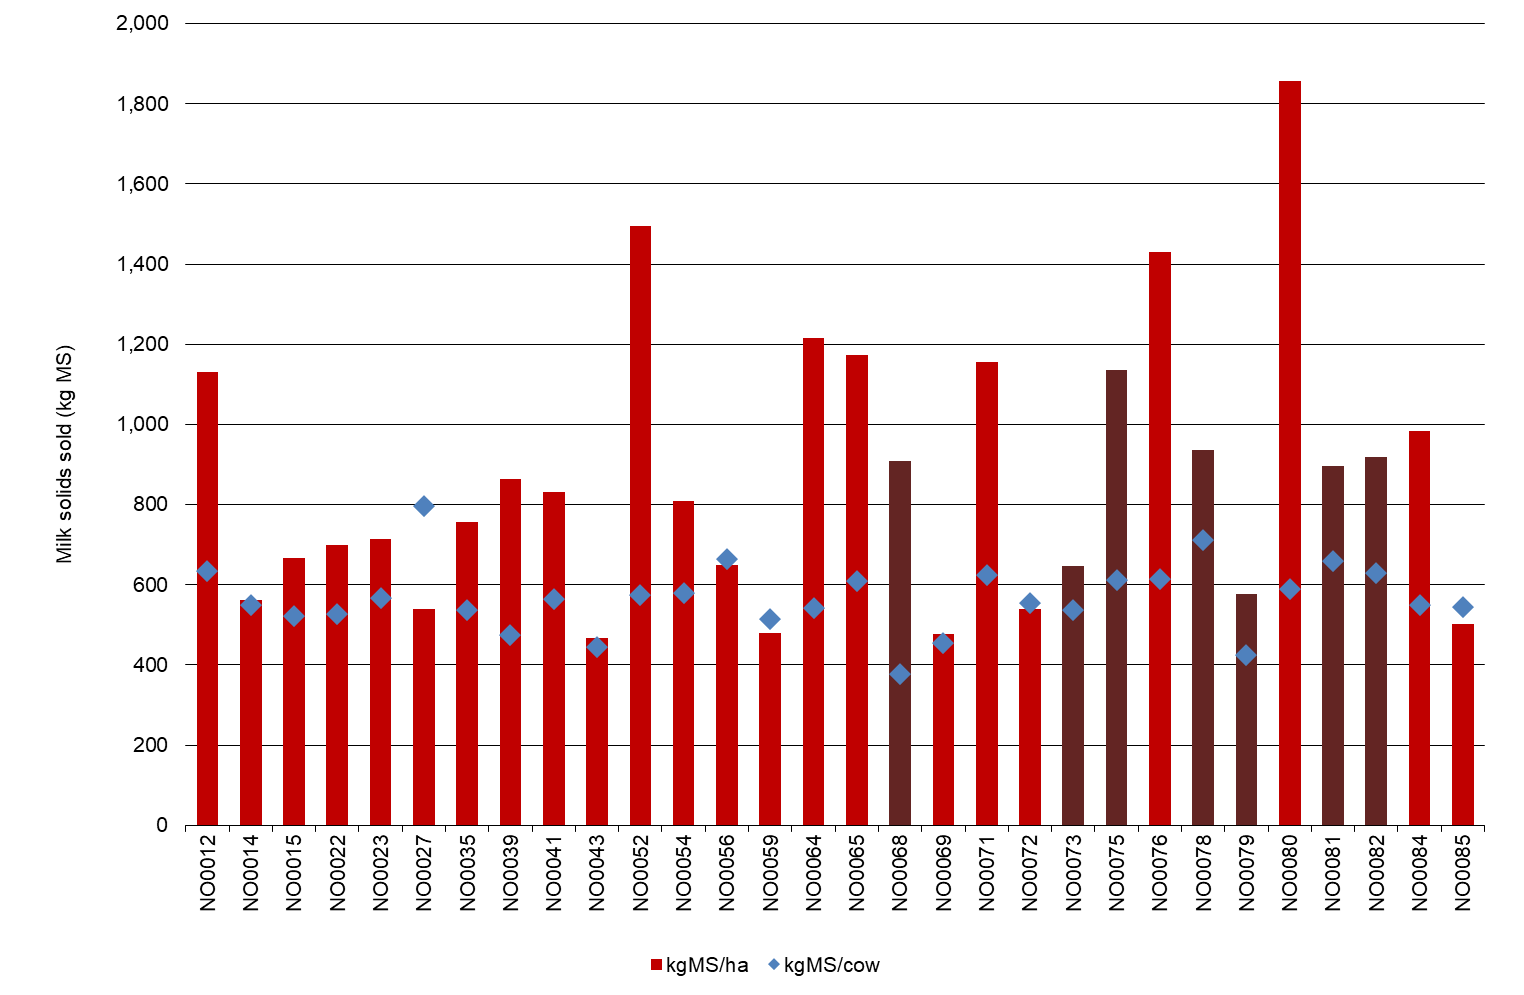 2,000
1,800
1,600
1,400
1,200
1,000
800
600
400
200
0
Milk solids sold (kg MS)
NO0012
NO0014
NO0015
NO0022
NO0023
NO0027
NO0035
NO0039
NO0041
NO0043
NO0052
NO0054
NO0056
NO0059
NO0064
NO0065
NO0068
NO0069
NO0071
NO0072
NO0073
NO0075
NO0076
NO0078
NO0079
NO0080
NO0081
NO0082
NO0084
NO0085
kgMS/ha
kgMS/cow